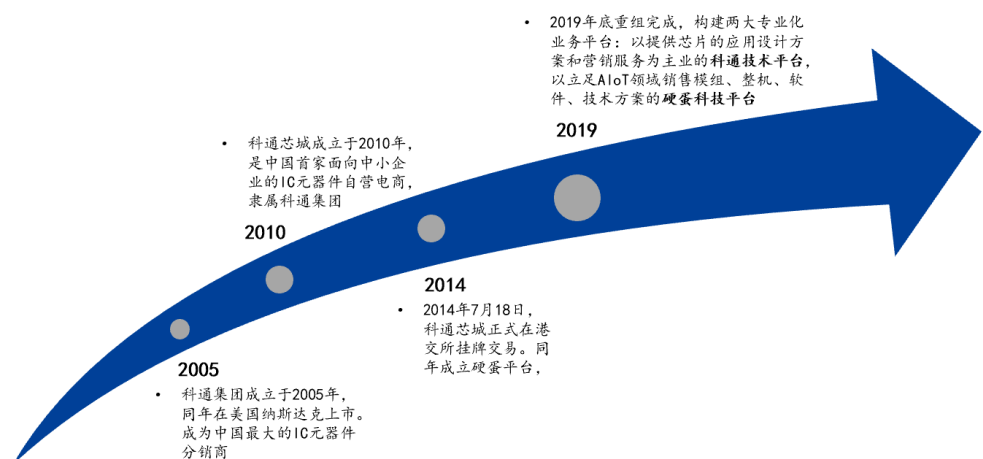 • 2019年底重组完成，构建两大专业化
业务平台：以提供芯片的应用设计方
案和营销服务为主业的科通技术平台，
以立足AIoT领域销售模组、整机、软
件、技术方案的硬蛋科技平台
2019
• 科通芯城成立于2010年，
是中国首家面向中小企
业的IC元器件自营电商，
隶属科通集团
2010
2014
• 2014年7月18日，
科通芯城正式在港
交所挂牌交易。同
年成立硬蛋平台，
2005
• 科通集团成立于2005年，
同年在美国纳斯达克上市。
成为中国最大的IC元器件
分销商